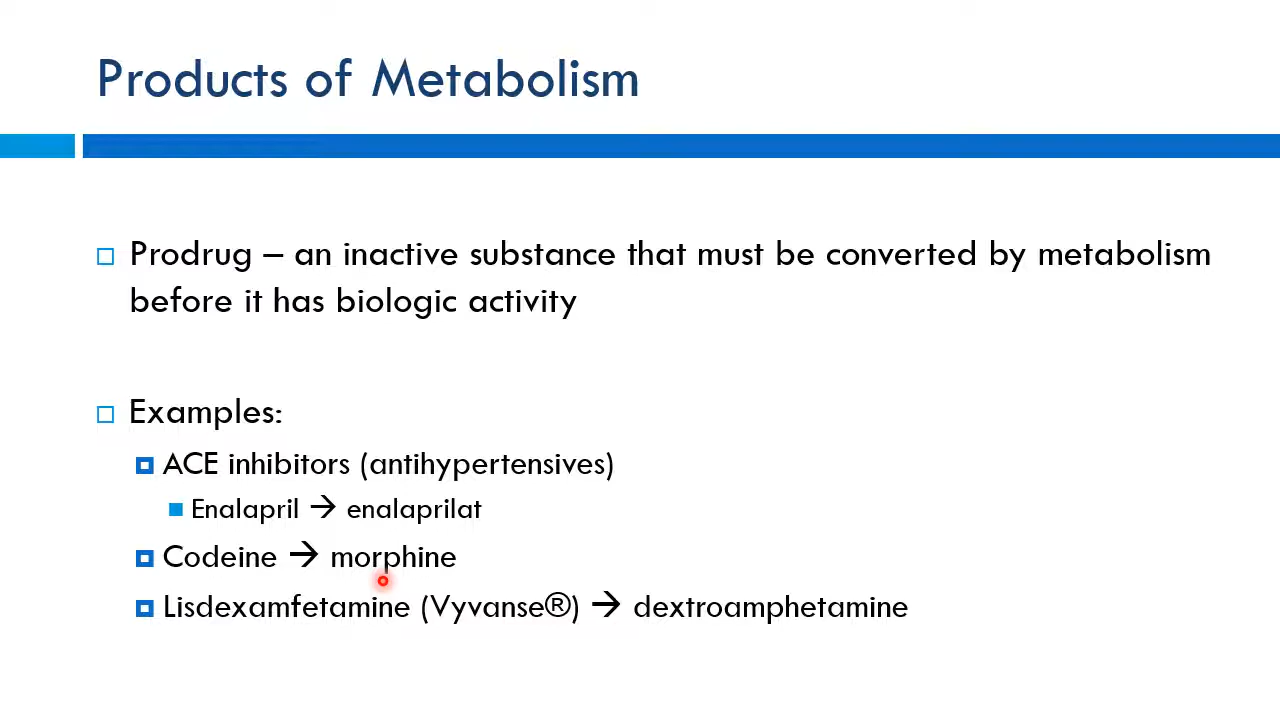 Products of Metabolism
Prodrug – an inactive substance that must be converted by metabolism
before it has biologic activity
Examples:
ACE inhibitors (antihypertensives)
Enalapril → enalaprilat
Codeine → morphine
Lisdexamfetamine (Vyvanse®) → dextroamphetamine